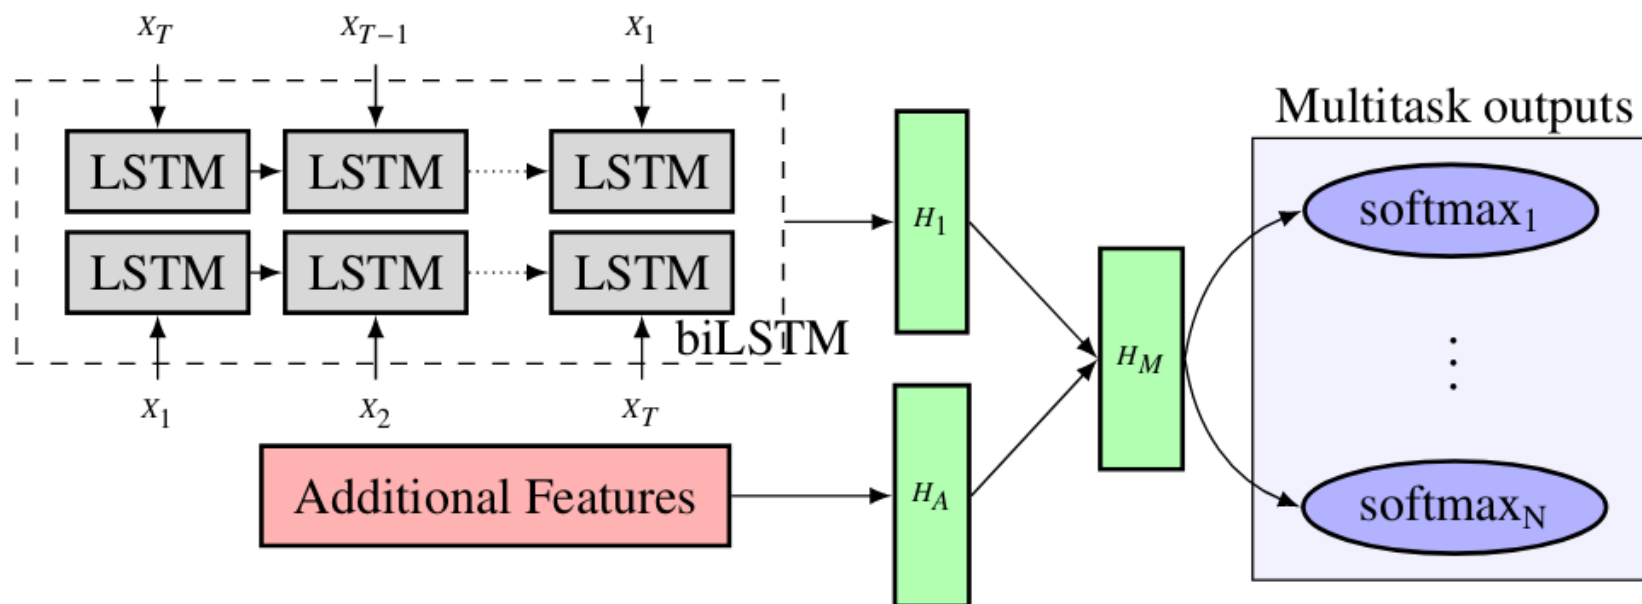 X_T X_{T−1} X_1
Multitask outputs
LSTM LSTM LSTM
softmax_1
H_1
LSTM LSTM LSTM
biLSTM
H_M
⋮
X_1 X_2 X_T
Additional Features
H_A
softmax_N